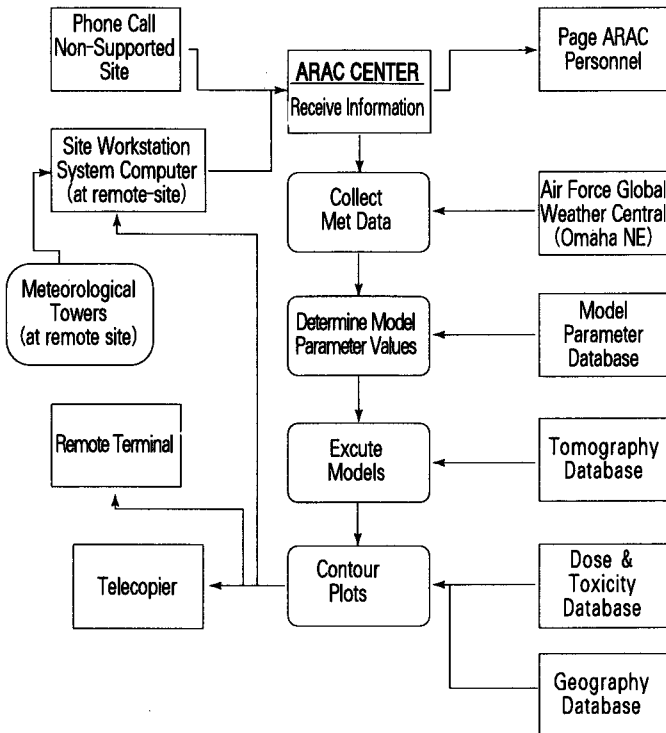 Phone Call
Non-Supported
Site
ARAC CENTER
Receive Information
Page ARAC
Personnel
Site Workstation
System Computer
(at remote-site)
Collect
Met Data
Air Force Global
Weather Central
(Omaha NE)
Meteorological
Towers
(at remote site)
Determine Model
Parameter Values
Model
Parameter
Database
Remote Terminal
Excute
Models
Tomography
Database
Telecopier
Contour
Plots
Dose &
Toxicity
Database
Geography
Database